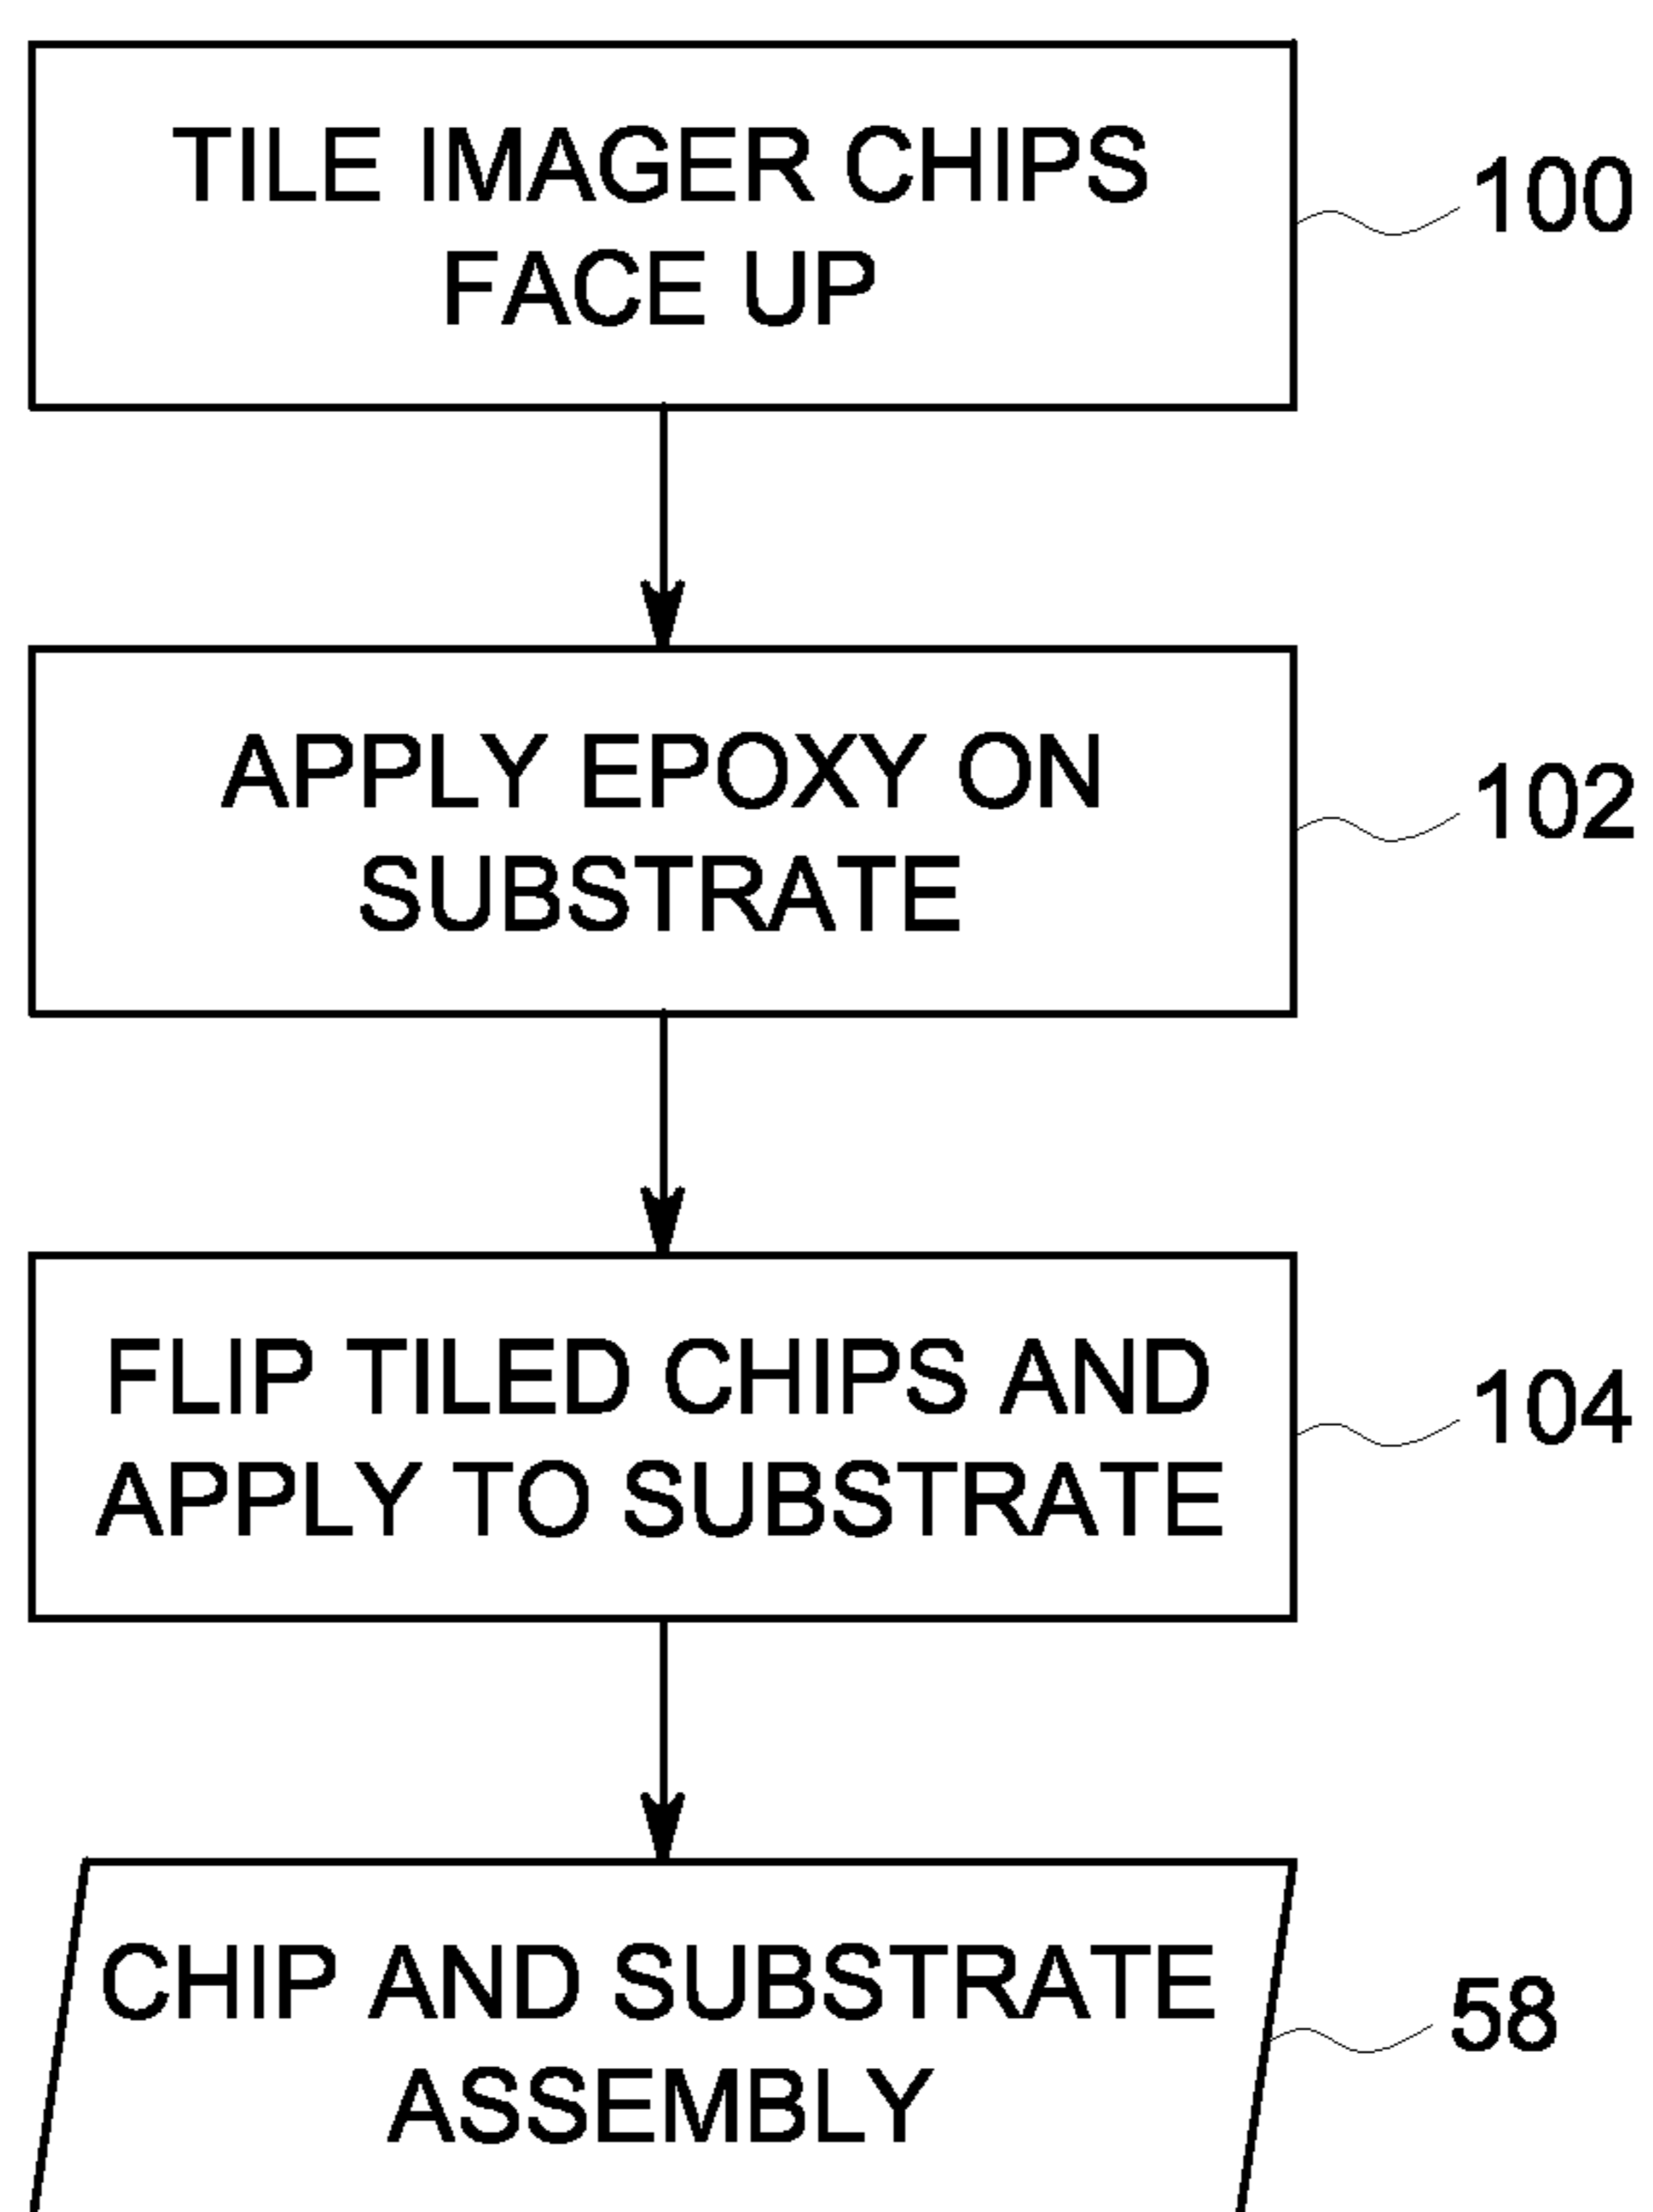 TILE IMAGER CHIPS
FACE UP
100
APPLY EPOXY ON
SUBSTRATE
102
FLIP TILED CHIPS AND
APPLY TO SUBSTRATE
104
CHIP AND SUBSTRATE
ASSEMBLY
58